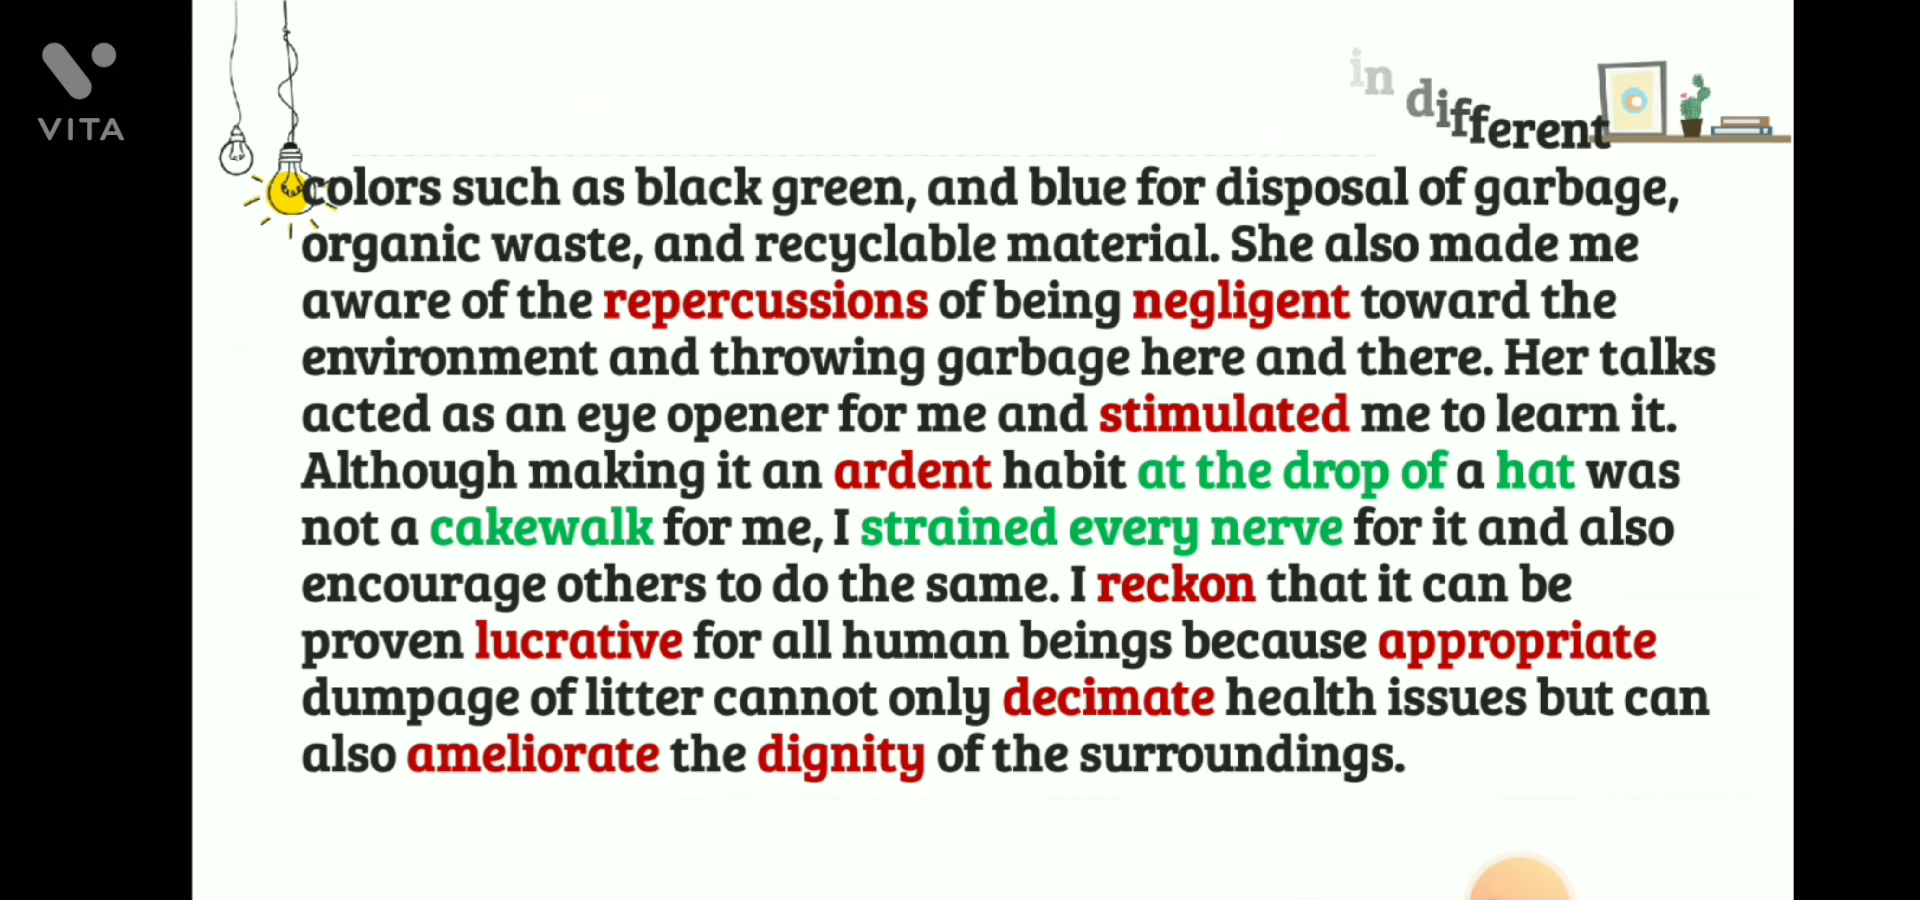 VITA
in different
colors such as black green, and blue for disposal of garbage,
organic waste, and recyclable material. She also made me
aware of the repercussions of being negligent toward the
environment and throwing garbage here and there. Her talks
acted as an eye opener for me and stimulated me to learn it.
Although making it an ardent habit at the drop of a hat was
not a cakewalk for me, I strained every nerve for it and also
encourage others to do the same. I reckon that it can be
proven lucrative for all human beings because appropriate
dumpage of litter cannot only decimate health issues but can
also ameliorate the dignity of the surroundings.